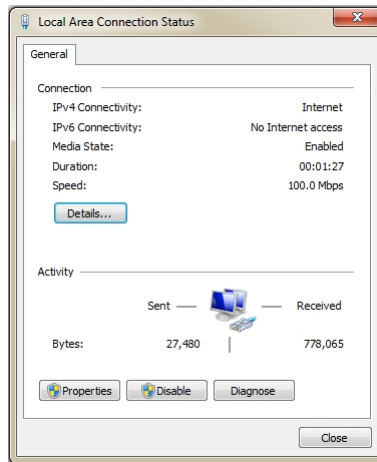 Local Area Connection Status
General
Connection
IPv4 Connectivity: Internet
IPv6 Connectivity: No Internet access
Media State: Enabled
Duration: 00:01:27
Speed: 100.0 Mbps
Details...
Activity
Sent Received
Bytes: 27,480 778,065
Properties Disable Diagnose
Close